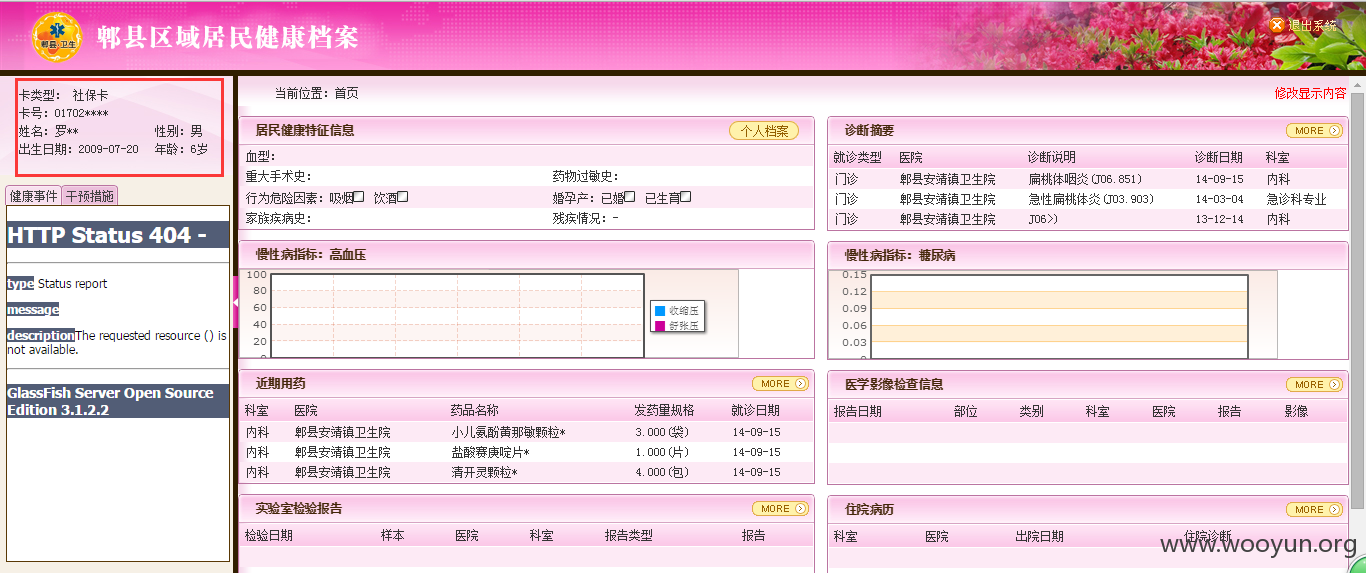 郫县 卫生
郫县区域居民健康档案
退出系统
卡类型： 社保卡
卡号：01702****
姓名：罗** 性别：男
出生日期：2009-07-20 年龄：6岁
健康事件 干预措施
HTTP Status 404 -
type Status report
message
descriptionThe requested resource () is
not available.
GlassFish Server Open Source
Edition 3.1.2.2
当前位置：首页
修改显示内容
居民健康特征信息 个人档案
血型：
重大手术史： 药物过敏史：
行为危险因素：吸烟 饮酒 婚孕产：已婚 已生育
家族疾病史： 残疾情况：-
诊断摘要 MORE
就诊类型 医院 诊断说明 诊断日期 科室
门诊 郫县安靖镇卫生院 扁桃体咽炎(J06.851) 14-09-15 内科
门诊 郫县安靖镇卫生院 急性扁桃体炎(J03.903) 14-03-04 急诊科专业
门诊 郫县安靖镇卫生院 J06>) 13-12-14 内科
慢性病指标：高血压
100
80
60
40
20
0
收缩压
舒张压
慢性病指标：糖尿病
0.15
0.12
0.09
0.06
0.03
0
近期用药 MORE
科室 医院 药品名称 发药量规格 就诊日期
内科 郫县安靖镇卫生院 小儿氨酚黄那敏颗粒* 3.000(袋) 14-09-15
内科 郫县安靖镇卫生院 盐酸赛庚啶片* 1.000(片) 14-09-15
内科 郫县安靖镇卫生院 清开灵颗粒* 4.000(包) 14-09-15
医学影像检查信息 MORE
报告日期 部位 类别 科室 医院 报告 影像
实验室检验报告 MORE
检验日期 样本 医院 科室 报告类型 报告
住院病历 MORE
科室 医院 出院日期 住院诊断
www.wooyun.org